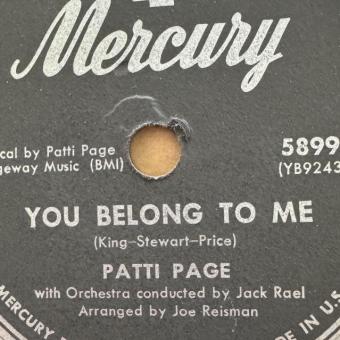 Mercury
cal by Patti Page
geway Music (BMI)
5899
(YB9243
YOU BELONG TO ME
(King–Stewart–Price)
PATTI PAGE
with Orchestra conducted by Jack Rael
Arranged by Joe Reisman
MERCURY
IN U.S.